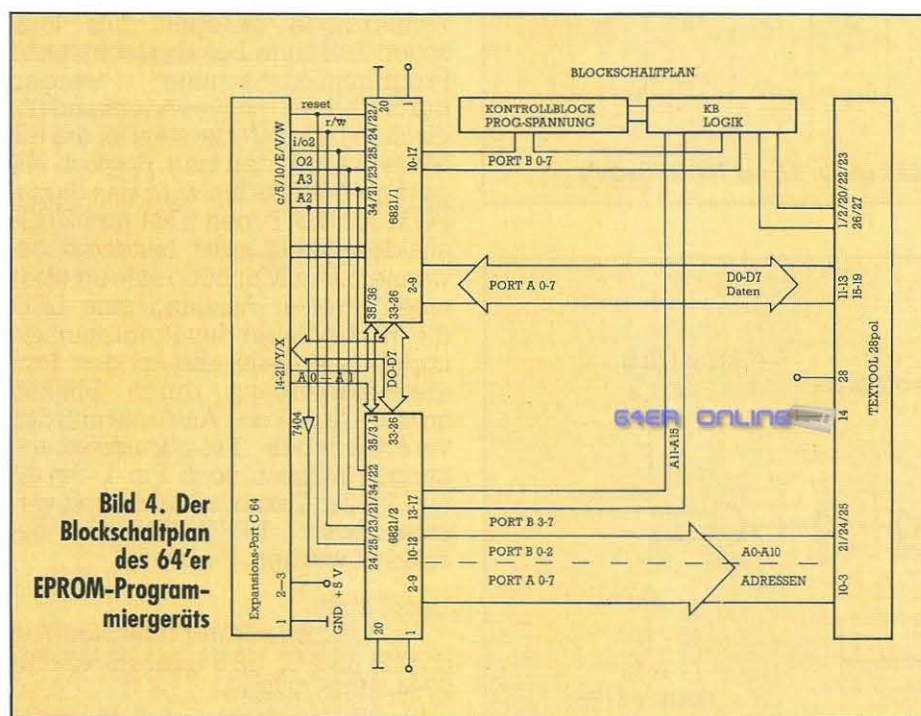 BLOCKSCHALTPLAN
KONTROLLBLOCK
PROG-SPANNUNG
KB
LOGIK
reset
r/w
i/o2
O2
A3
A2
c/5/10/E/V/W
34/21/23/25/24/22/
20
1
10-17
6821/1
PORT B 0-7
1/2/20/22/23
26/27
2-9
PORT A 0-7
D0-D7
Daten
11-13
15-19
35/36
33-26
14-21/Y/X
A0 – A1
DO-D7
28
14
TEXTOOL 28pol
64ER ONLINE
7404
35/3
33-26
A11-A15
Expansions-Port C 64
2–3
1
+5 V
GND
24/25/23/21/34/22
6821/2
13-17
10-12
2-9
20
1
PORT B 3-7
PORT B 0-2
PORT A 0-7
A0-A10
ADRESSEN
21/24/25
10-3
Bild 4. Der
Blockschaltplan
des 64'er
EPROM-Program-
miergeräts